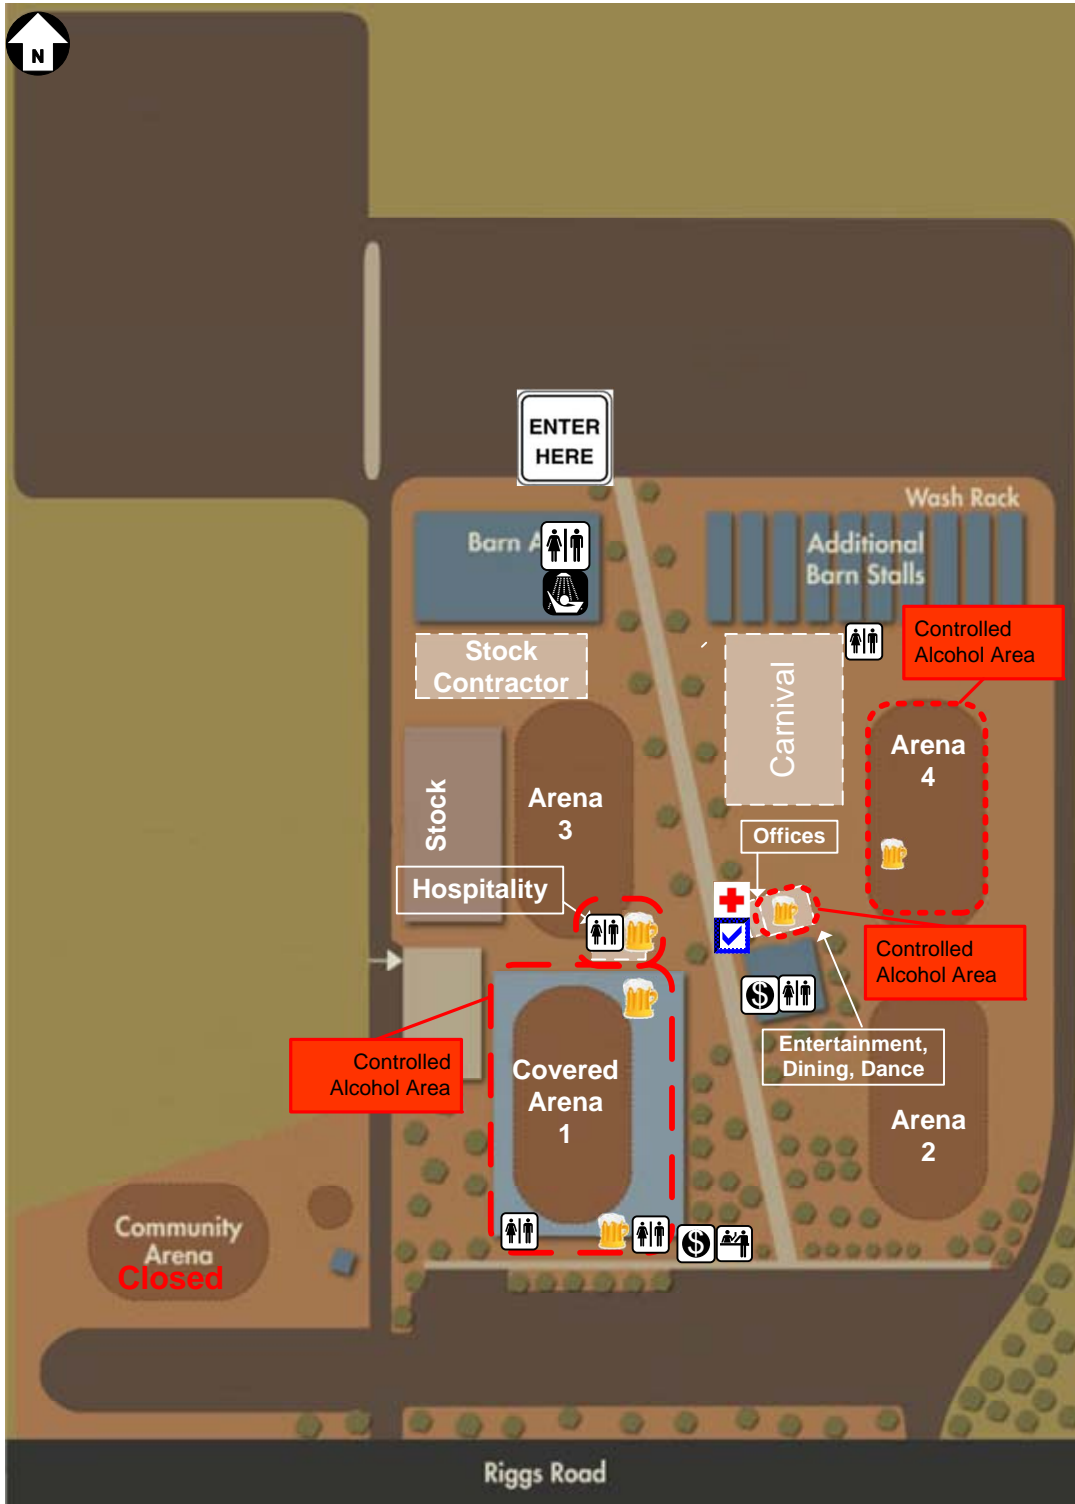 N
ENTER
HERE
Wash Rack
Barn A
Additional
Barn Stalls
Controlled
Alcohol Area
Stock
Contractor
Carnival
Arena
4
Stock
Arena
3
Offices
Hospitality
Controlled
Alcohol Area
$
Entertainment,
Dining, Dance
Controlled
Alcohol Area
Covered
Arena
1
Arena
2
Community
Arena
Closed
$
Riggs Road